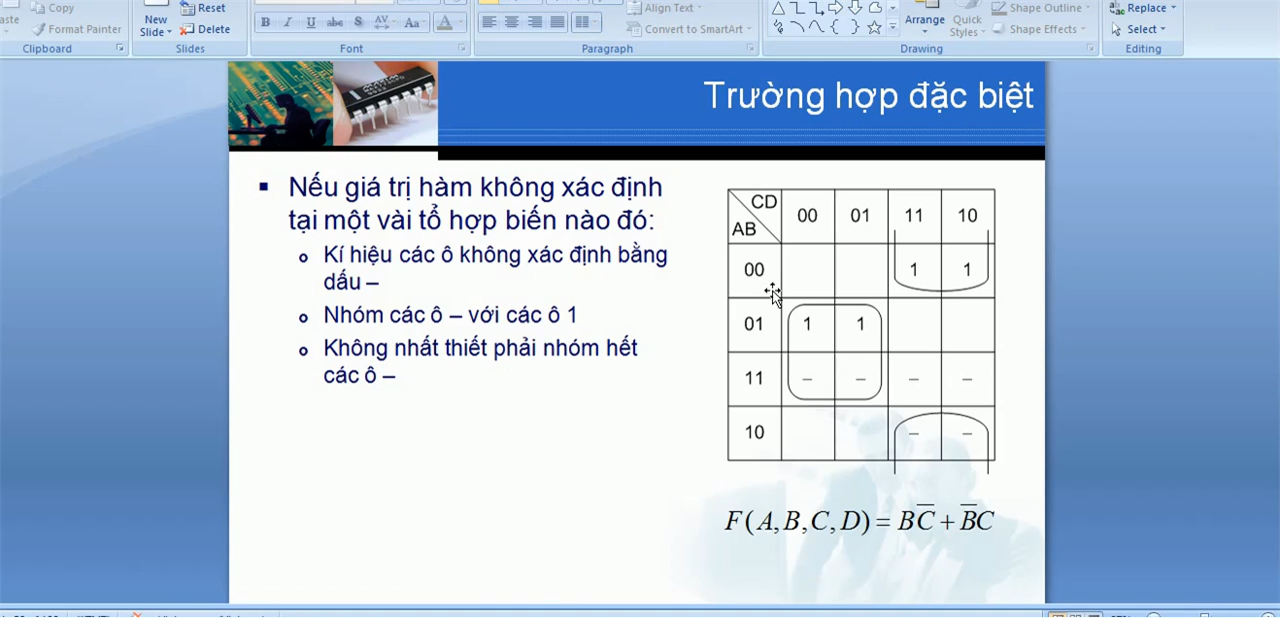 Copy
Format Painter
New
Slide
Reset
Delete
B I U abc S AV Aa A
Align Text
Convert to SmartArt
Arrange
Quick
Styles
Shape Outline
Shape Effects
Replace
Select
Clipboard
Slides
Font
Paragraph
Drawing
Editing
Trường hợp đặc biệt
Nếu giá trị hàm không xác định
tại một vài tổ hợp biến nào đó:
Kí hiệu các ô không xác định bằng
dấu –
Nhóm các ô – với các ô 1
Không nhất thiết phải nhóm hết
các ô –
CD
AB
00 01 11 10
00 1 1
01 1 1
11 – – – –
10 – –
F(A,B,C,D) = BC̅ + B̅C